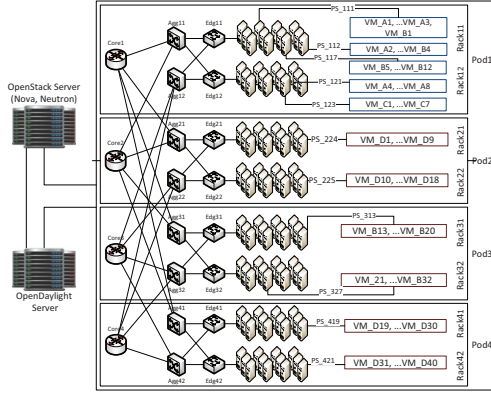 PS_111
VM_A1, ...VM_A3,
VM_B1
Agg11
Edg11
Core1
PS_112
VM_A2, ...VM_B4
Rack11
PS_117
VM_B5, ...VM_B12
Pod1
Agg12
Edg12
PS_121
VM_A4, ...VM_A8
Rack12
PS_123
VM_C1, ...VM_C7
OpenStack Server
(Nova, Neutron)
Agg21
Edg21
PS_224
VM_D1, ...VM_D9
Rack21
Core2
Pod2
Agg22
Edg22
PS_225
VM_D10, ...VM_D18
Rack22
Agg31
Edg31
PS_313
VM_B13, ...VM_B20
Rack31
Pod3
Agg32
Edg32
VM_21, ...VM_B32
Rack32
PS_327
OpenDaylight
Server
Agg41
Edg41
PS_419
VM_D19, ...VM_D30
Rack41
Pod4
Agg42
Edg42
PS_421
VM_D31, ...VM_D40
Rack42